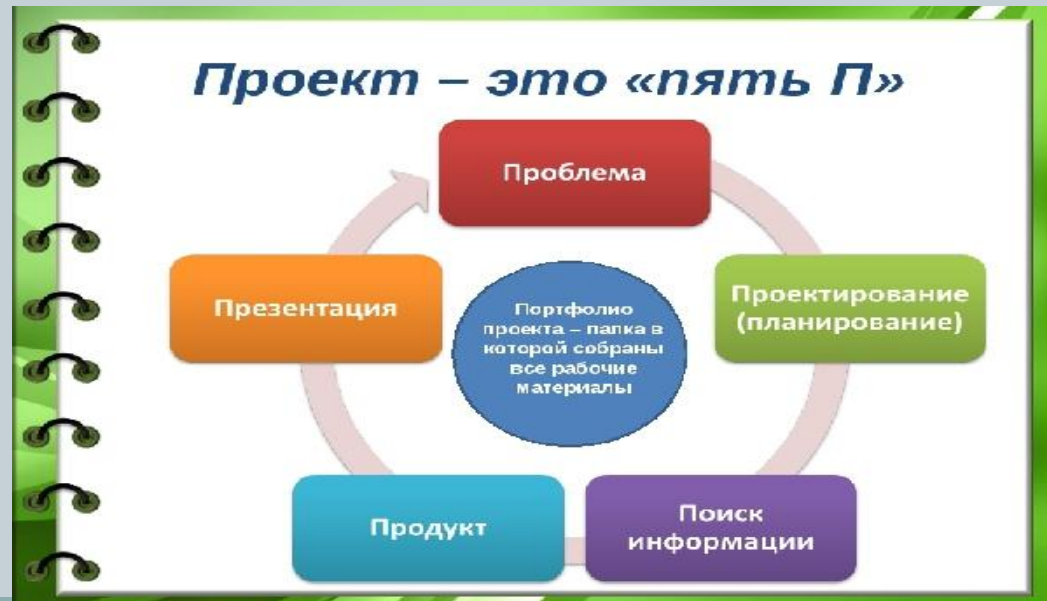 Проект – это «пять П»
Проблема
Проектирование
(планирование)
Поиск
информации
Продукт
Презентация
Портфолио
проекта – папка в
которой собраны
все рабочие
материалы